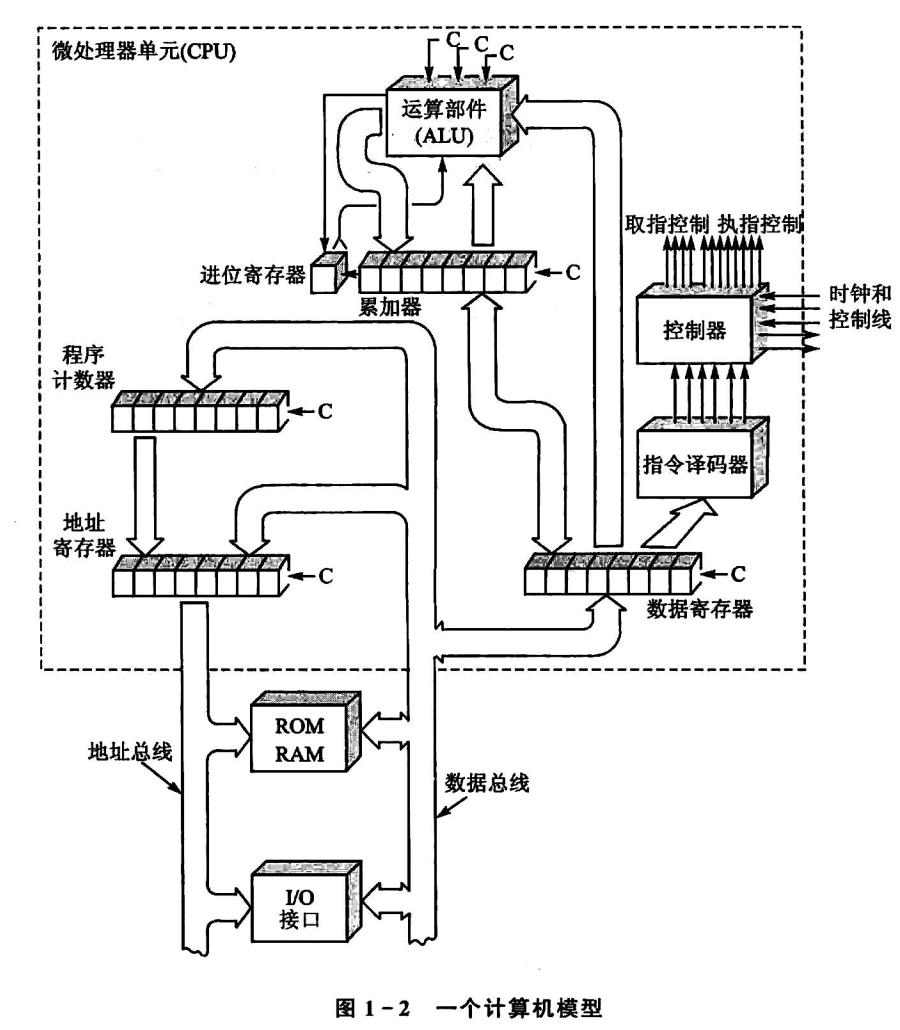 微处理器单元(CPU)
C
C
C
运算部件
(ALU)
取指控制 执指控制
进位寄存器
C
累加器
时钟和
控制线
控制器
程序
计数器
C
指令译码器
地址
寄存器
C
C
数据寄存器
ROM
RAM
地址总线
数据总线
I/O
接口
图 1-2 一个计算机模型